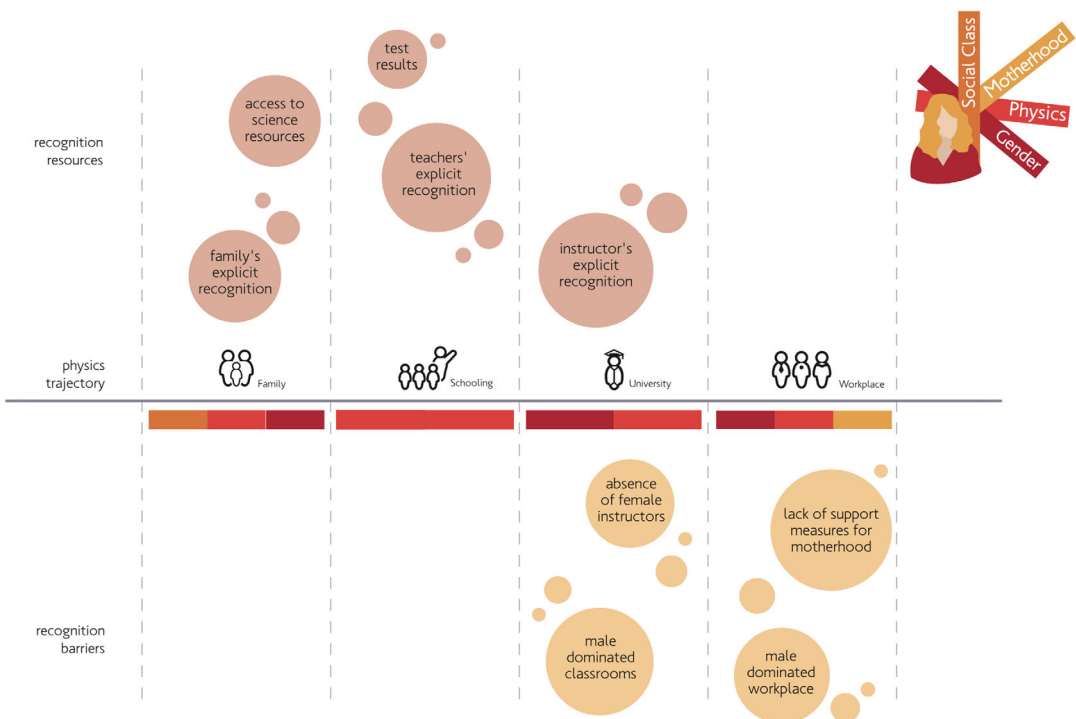 test
results
access to
science
resources
recognition
resources
teachers'
explicit
recognition
family's
explicit
recognition
instructor's
explicit
recognition
Social Class
Motherhood
Physics
Gender
physics
trajectory
Family
Schooling
University
Workplace
absence
of female
instructors
lack of support
measures for
motherhood
recognition
barriers
male
dominated
classrooms
male
dominated
workplace